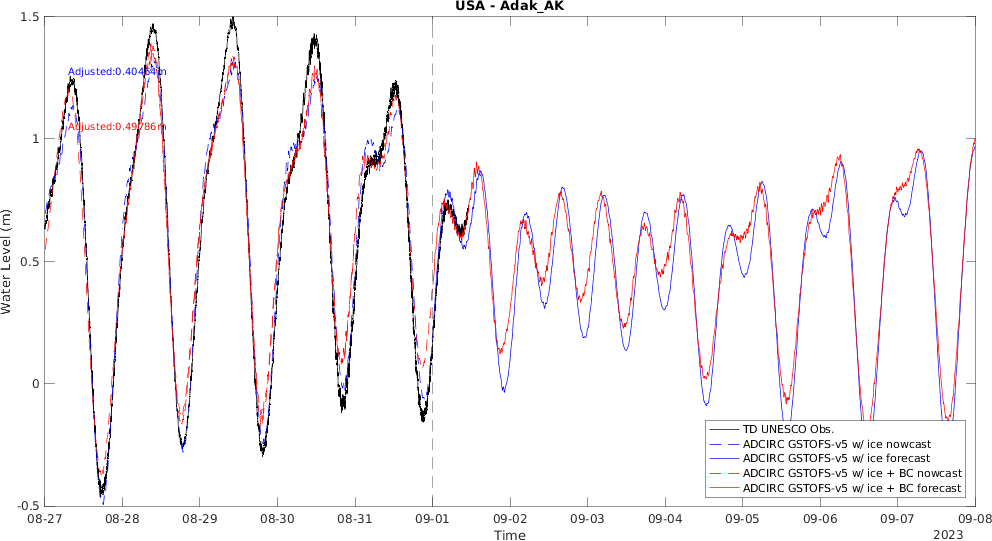 USA - Adak_AK
1.5
1
0.5
0
-0.5
Water Level (m)
Adjusted:0.40464m
Adjusted:0.49786m
TD UNESCO Obs.
ADCIRC GSTOFS-v5 w/ ice nowcast
ADCIRC GSTOFS-v5 w/ ice forecast
ADCIRC GSTOFS-v5 w/ ice + BC nowcast
ADCIRC GSTOFS-v5 w/ ice + BC forecast
08-27 08-28 08-29 08-30 08-31 09-01 09-02 09-03 09-04 09-05 09-06 09-07 09-08
Time
2023